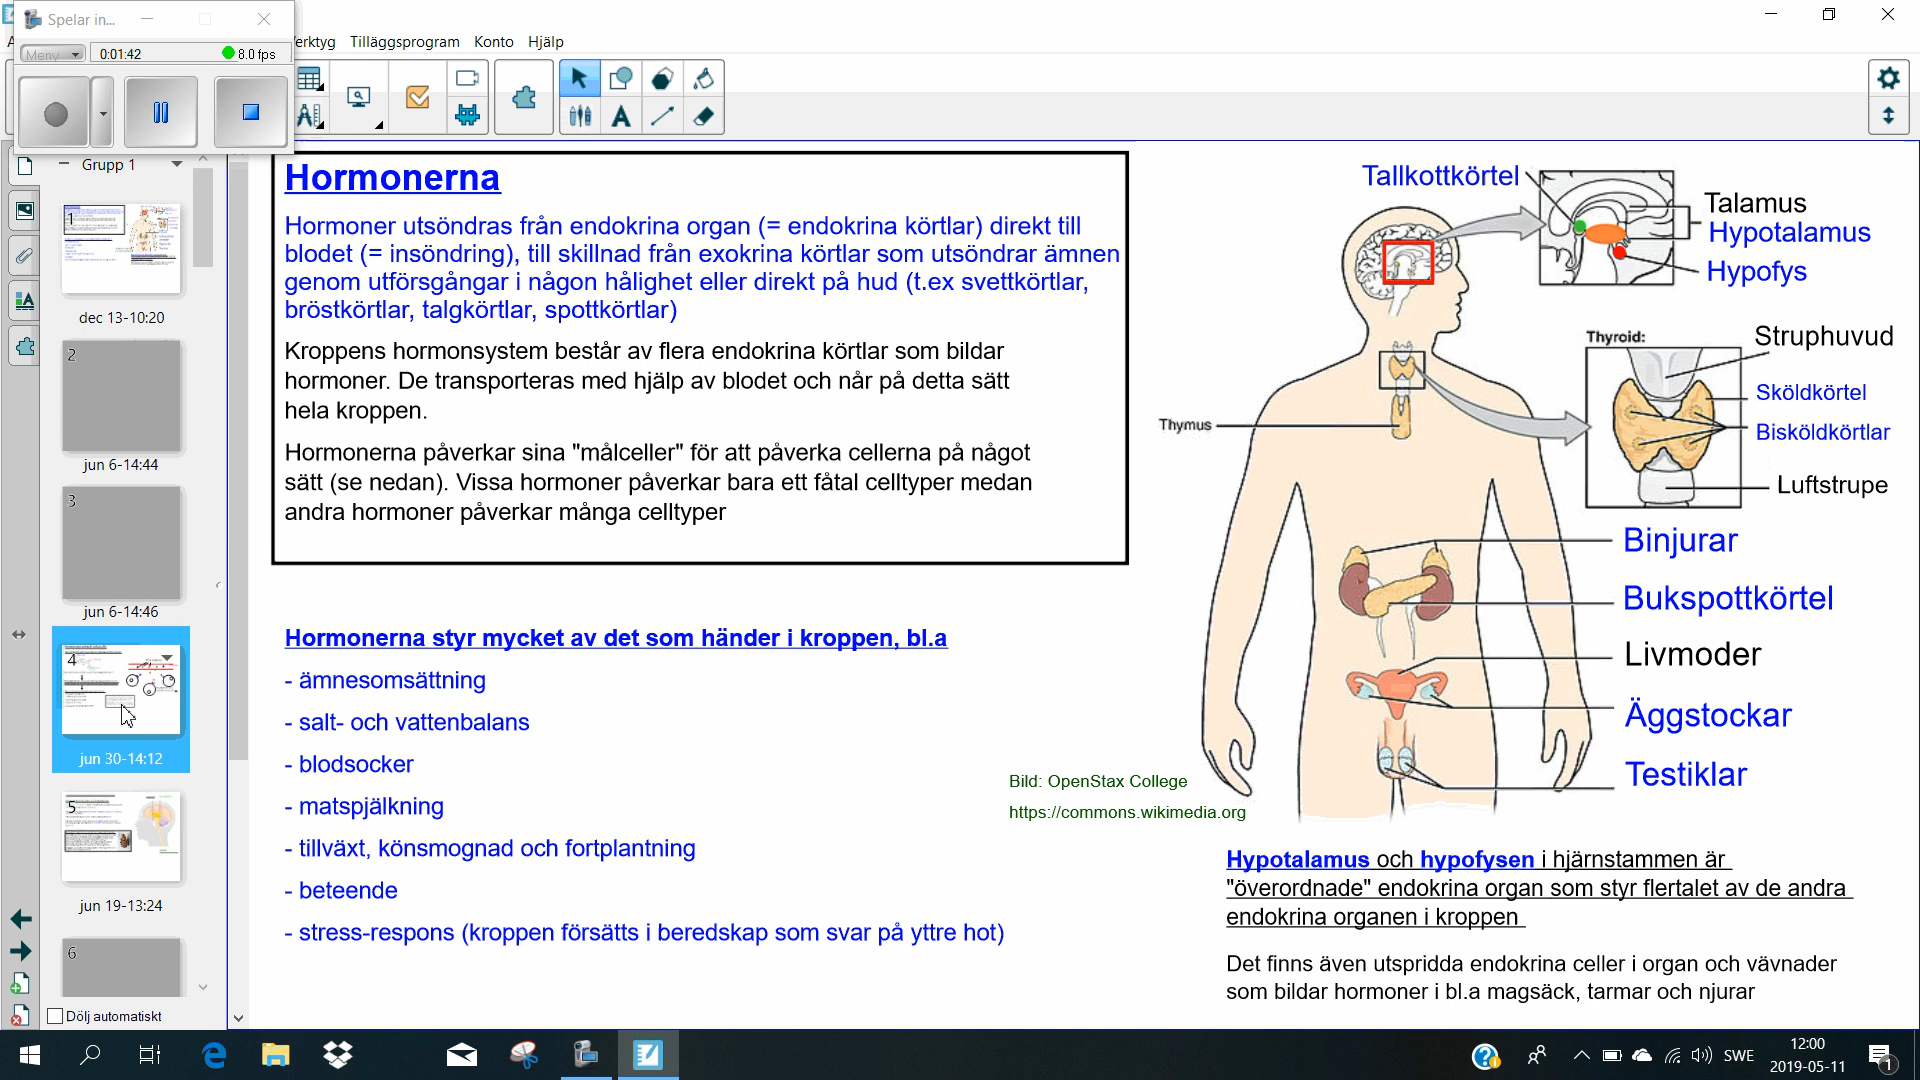 Spelar in...
Meny
0:01:42
8.0 fps
erktyg Tilläggsprogram Konto Hjälp
Grupp 1
1
dec 13-10:20
2
jun 6-14:44
3
jun 6-14:46
4
jun 30-14:12
5
jun 19-13:24
6
Dölj automatiskt
Hormonerna
Hormoner utsöndras från endokrina organ (= endokrina körtlar) direkt till
blodet (= insöndring), till skillnad från exokrina körtlar som utsöndrar ämnen
genom utförsgångar i någon hålighet eller direkt på hud (t.ex svettkörtlar,
bröstkörtlar, talgkörtlar, spottkörtlar)
Kroppens hormonsystem består av flera endokrina körtlar som bildar
hormoner. De transporteras med hjälp av blodet och når på detta sätt
hela kroppen.
Hormonerna påverkar sina "målceller" för att påverka cellerna på något
sätt (se nedan). Vissa hormoner påverkar bara ett fåtal celltyper medan
andra hormoner påverkar många celltyper
Hormonerna styr mycket av det som händer i kroppen, bl.a
- ämnesomsättning
- salt- och vattenbalans
- blodsocker
- matspjälkning
- tillväxt, könsmognad och fortplantning
- beteende
- stress-respons (kroppen försätts i beredskap som svar på yttre hot)
Tallkottkörtel
Talamus
Hypotalamus
Hypofys
Thyroid:
Struphuvud
Sköldkörtel
Bisköldkörtlar
Luftstrupe
Thymus
Binjurar
Bukspottkörtel
Livmoder
Äggstockar
Testiklar
Bild: OpenStax College
https://commons.wikimedia.org
Hypotalamus och hypofysen i hjärnstammen är
"överordnade" endokrina organ som styr flertalet av de andra
endokrina organen i kroppen
Det finns även utspridda endokrina celler i organ och vävnader
som bildar hormoner i bl.a magsäck, tarmar och njurar
SWE
12:00
2019-05-11
1